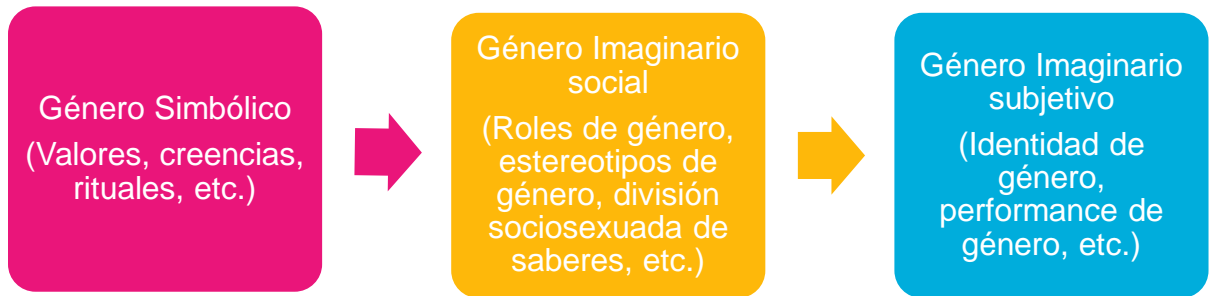 Género Simbólico
(Valores, creencias,
rituales, etc.)
Género Imaginario
social
(Roles de género,
estereotipos de
género, división
sociosexuada de
saberes, etc.)
Género Imaginario
subjetivo
(Identidad de
género,
performance de
género, etc.)